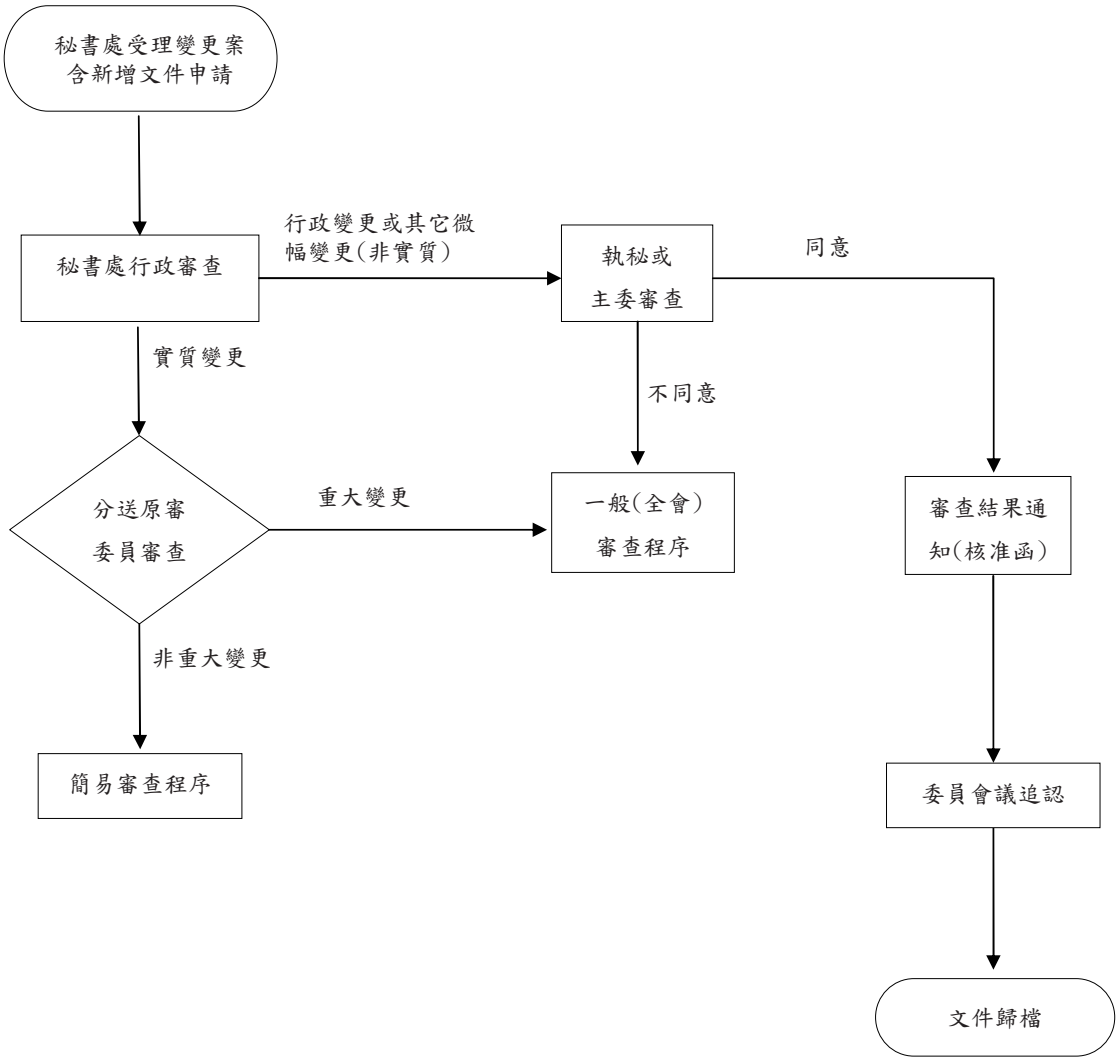 秘書處受理變更案
含新增文件申請
行政變更或其它微
幅變更(非實質)
秘書處行政審查
執秘或
主委審查
同意
實質變更
不同意
分送原審
委員審查
重大變更
一般(全會)
審查程序
審查結果通
知(核准函)
非重大變更
簡易審查程序
委員會議追認
文件歸檔